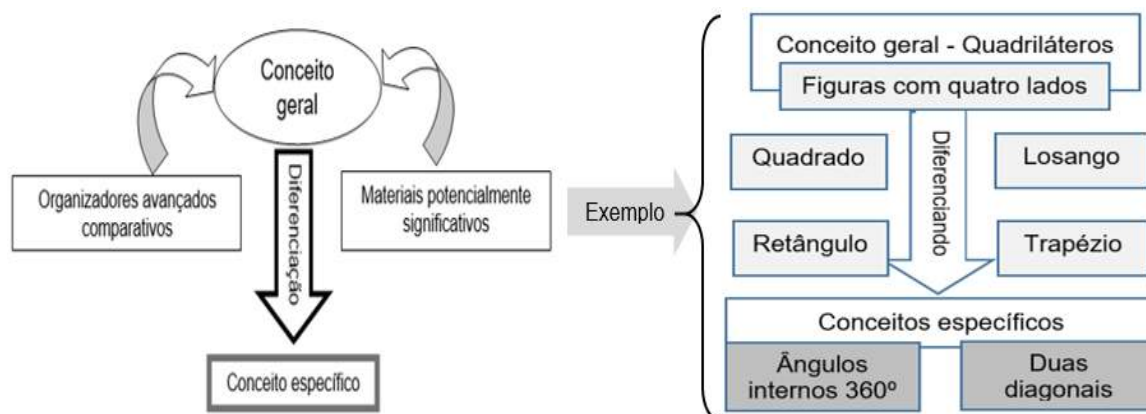 Conceito
geral
Organizadores avançados
comparativos
Diferenciação
Materiais potencialmente
significativos
Conceito específico
Exemplo
Conceito geral - Quadriláteros
Figuras com quatro lados
Quadrado
Diferenciando
Losango
Retângulo
Trapézio
Conceitos específicos
Ângulos
internos 360º
Duas
diagonais